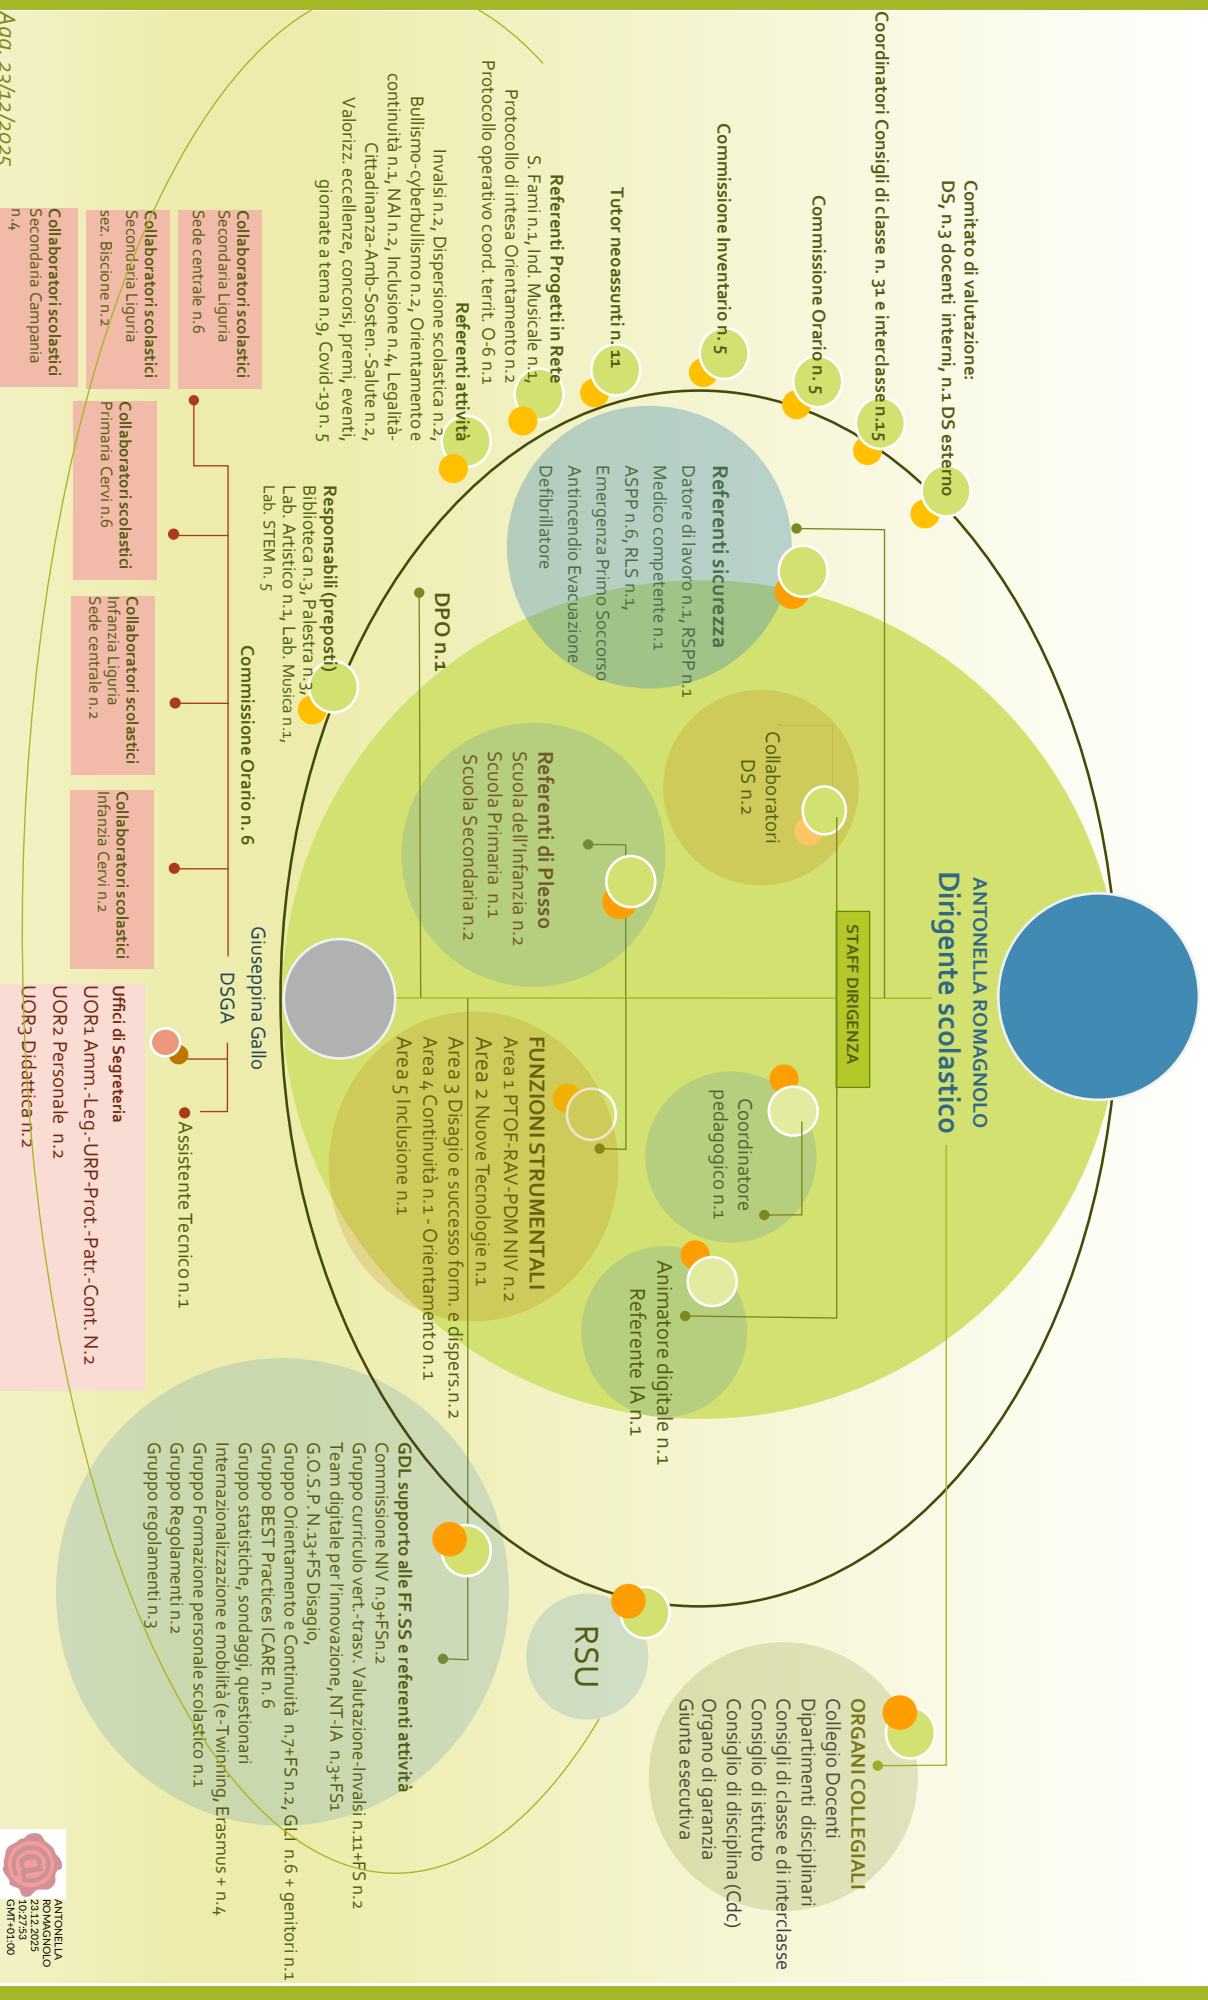 ANTONELLA ROMAGNOLO
Dirigente scolastico
Comitato di valutazione:
DS, n.3 docenti interni, n.1 DS esterno
Coordinatori Consigli di classe n. 31 e interclasse n.15
Commissione Orario n. 5
Commissione Inventario n. 5
Tutor neoassunti n. 11
Referenti Progetti in Rete
S. Fami n.1, Ind. Musicale n.1,
Protocollo di intesa Orientamento n.2
Protocollo operativo coord. territ. O-6 n.1
Referenti attività
Invalsi n.2, Dispersione scolastica n.2,
Bullismo-cyberbullismo n.2, Orientamento e
continuità n.1, NAI n.2, Inclusione n.4, Legalità-
Cittadinanza-Amb-Sosten.-Salute n.2,
Valorizz. eccellenze, concorsi, premi, eventi,
giornate a tema n.9, Covid-19 n. 5
Responsabili (preposti)
Biblioteca n.3, Palestra n.3,
Lab. Artistico n.1, Lab. Musica n.1,
Lab. STEM n. 5
Referenti sicurezza
Datore di lavoro n.1, RSPP n.1
Medico competente n.1
ASPP n.6, RLS n.1,
Emergenza Primo Soccorso
Antincendio Evacuazione
Defibrillatore
DPO n.1
STAFF DIRIGENZA
Collaboratori
DS n.2
Coordinatore
pedagogico n.1
Animatore digitale n.1
Referente IA n.1
Referenti di Plesso
Scuola dell'Infanzia n.2
Scuola Primaria n.1
Scuola Secondaria n.2
FUNZIONI STRUMENTALI
Area 1 PTOF-RAV-PDM NIV n.2
Area 2 Nuove Tecnologie n.1
Area 3 Disagio e successo form. e dispers.n.2
Area 4 Continuità n.1 - Orientamento n.1
Area 5 Inclusione n.1
ORGANI COLLEGIALI
Collegio Docenti
Dipartimenti disciplinari
Consigli di classe e di interclasse
Consiglio di istituto
Consiglio di disciplina (Cdc)
Organo di garanzia
Giunta esecutiva
RSU
GDL supporto alle FF.SS e referenti attività
Commissione NIV n.9+FSn.2
Gruppo curriculo vert.-trasv. Valutazione-Invalsi n.11+FS n.2
Team digitale per l'innovazione, NT-IA n.3+FS1
G.O.S.P. N.13+FS Disagio,
Gruppo Orientamento e Continuità n.7+FS n.2, GLI n.6 + genitori n.1
Gruppo BEST Practices ICARE n. 6
Gruppo statistiche, sondaggi, questionari
Internazionalizzazione e mobilità (e-Twinning, Erasmus + n.4
Gruppo Formazione personale scolastico n.1
Gruppo Regolamenti n.2
Gruppo regolamenti n.3
Giuseppina Gallo
DSGA
Commissione Orario n. 6
Assistente Tecnico n.1
Uffici di Segreteria
UOR1 Amm.-Leg.-URP-Prot.-Patr.-Cont. N.2
UOR2 Personale n.2
UOR3 Didattica n.2
Collaboratori scolastici
Secondaria Liguria
Sede centrale n.6
Collaboratori scolastici
Secondaria Liguria
sez. Biscione n.2
Collaboratori scolastici
Secondaria Campania
n.4
Collaboratori scolastici
Primaria Cervi n.6
Collaboratori scolastici
Infanzia Liguria
Sede centrale n.2
Collaboratori scolastici
Infanzia Cervi n.2
Agg. 23/12/2025
ANTONELLA
ROMAGNOLO
23.12.2025
10:27:53
GMT+01:00